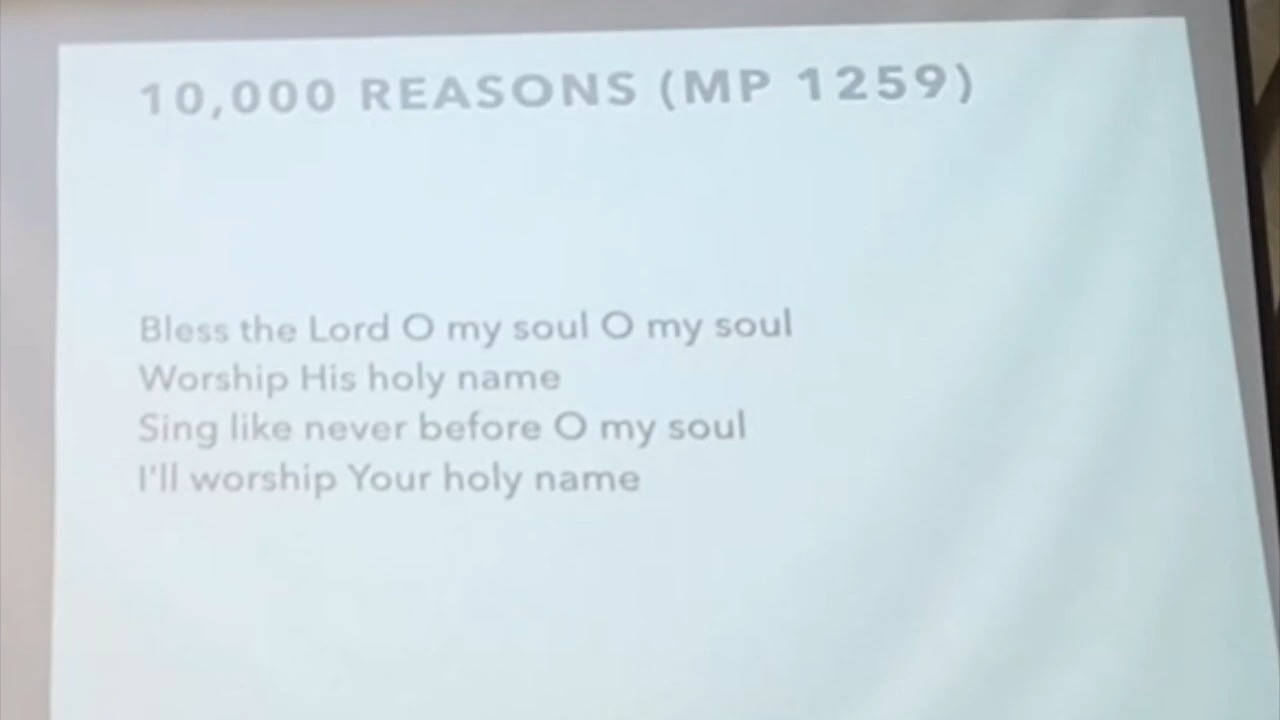 10,000 REASONS (MP 1259)
Bless the Lord O my soul O my soul
Worship His holy name
Sing like never before O my soul
I'll worship Your holy name